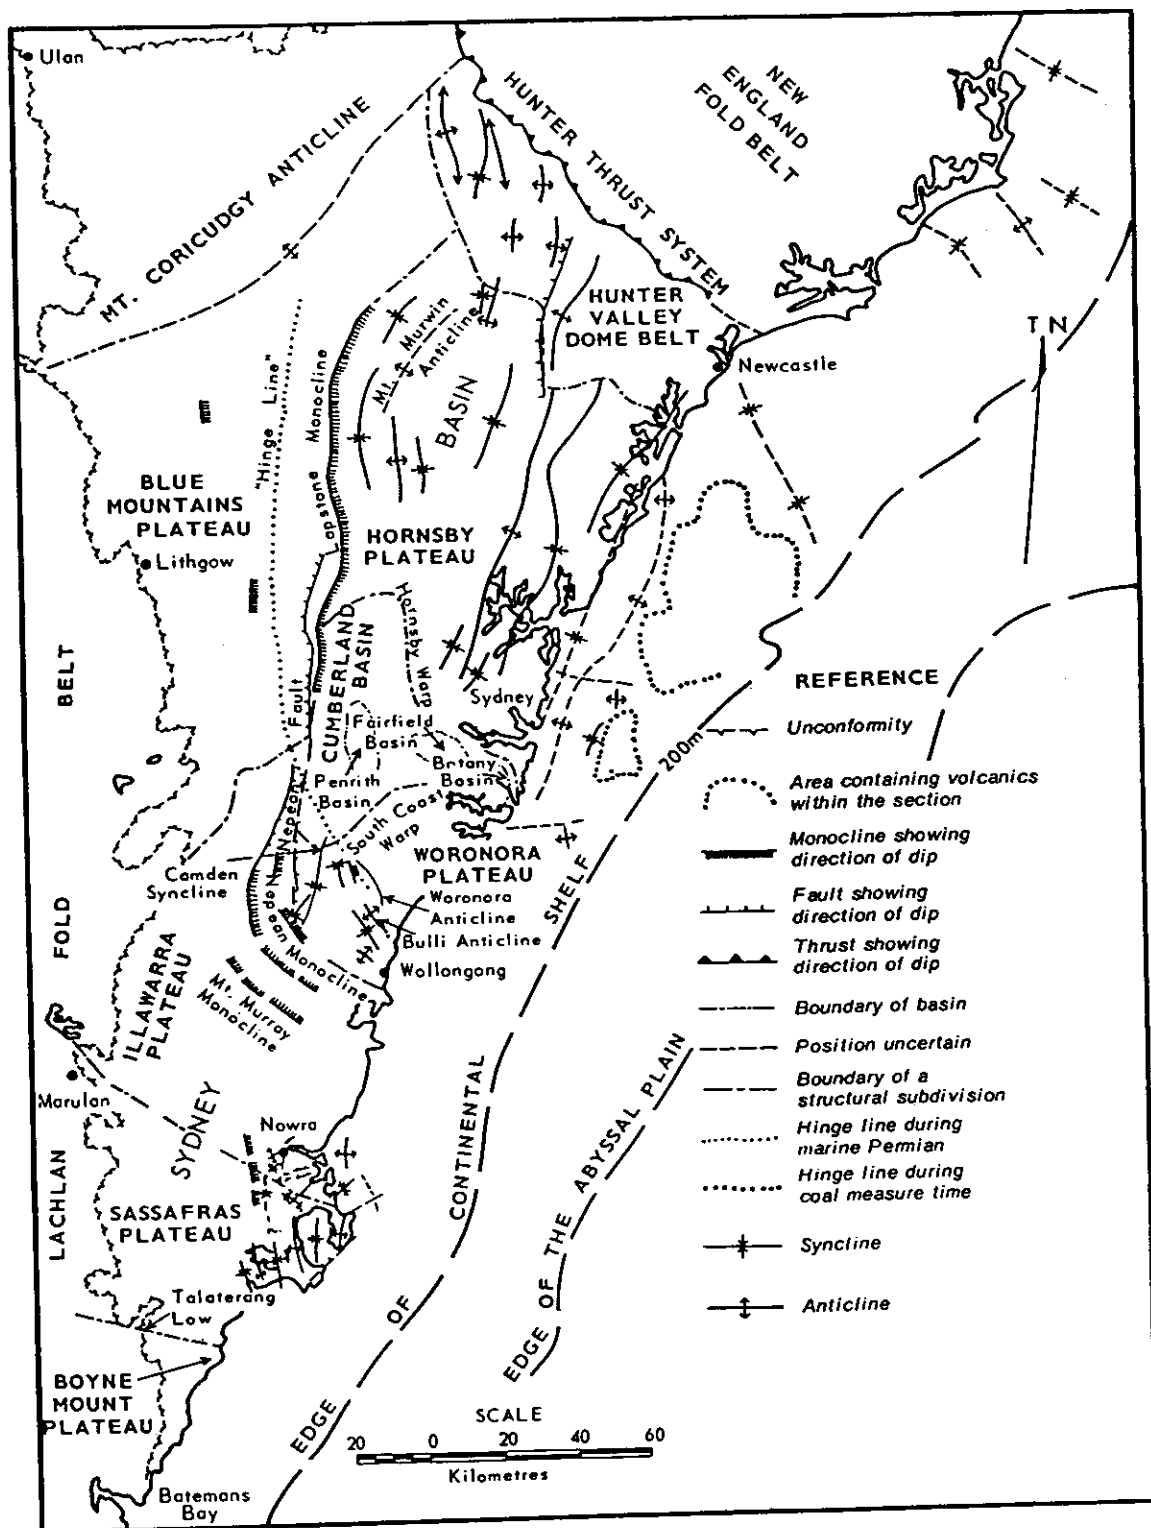 Ulan
NEW
ENGLAND
FOLD BELT
HUNTER THRUST SYSTEM
MT. CORICUDGY ANTICLINE
HUNTER
VALLEY
DOME BELT
T N
Newcastle
Mt. Murwin
Anticline
BASIN
"Hinge Line"
Lapstone Monocline
BLUE
MOUNTAINS
PLATEAU
Lithgow
HORNSBY
PLATEAU
Hornsby Warp
CUMBERLAND
BASIN
Fault
BELT
Sydney
Fairfield
Basin
Botany
Basin
Penrith
Basin
Nepean
South Coast
Warp
WORONORA
PLATEAU
Camden
Syncline
Woronora
Anticline
Bulli Anticline
Wollongong
Nepean Monocline
Mt. Murray
Monocline
FOLD
ILLAWARRA
PLATEAU
Marulan
SYDNEY
Nowra
LACHLAN
SASSAFRAS
PLATEAU
?
Talaterang
Low
BOYNE
MOUNT
PLATEAU
Batemans
Bay
EDGE OF CONTINENTAL SHELF
200m
EDGE OF THE ABYSSAL PLAIN
REFERENCE
Unconformity
Area containing volcanics
within the section
Monocline showing
direction of dip
Fault showing
direction of dip
Thrust showing
direction of dip
Boundary of basin
Position uncertain
Boundary of a
structural subdivision
Hinge line during
marine Permian
Hinge line during
coal measure time
Syncline
Anticline
SCALE
20 0 20 40 60
Kilometres